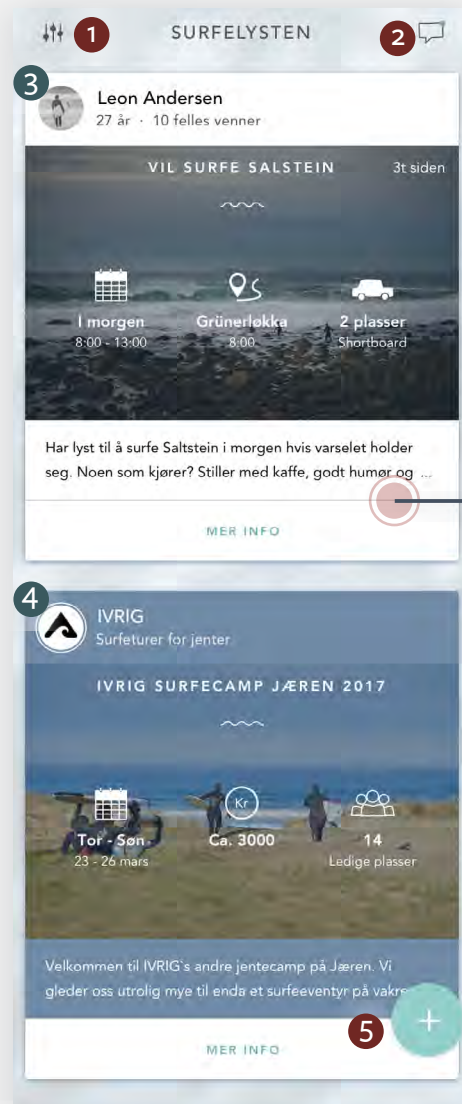 1
SURFELYSTEN
2
3
Leon Andersen
27 år · 10 felles venner
VIL SURFE SALSTEIN
3t siden
I morgen
8:00 - 13:00
Grünerløkka
8:00
2 plasser
Shortboard
Har lyst til å surfe Saltstein i morgen hvis varselet holder
seg. Noen som kjører? Stiller med kaffe, godt humør og ...
MER INFO
4
IVRIG
Surfeturer for jenter
IVRIG SURFECAMP JÆREN 2017
Tor - Søn
23 - 26 mars
Kr
Ca. 3000
14
Ledige plasser
Velkommen til IVRIG's andre jentecamp på Jæren. Vi
gleder oss utrolig mye til enda et surfeeventyr på vakre
5
+
MER INFO